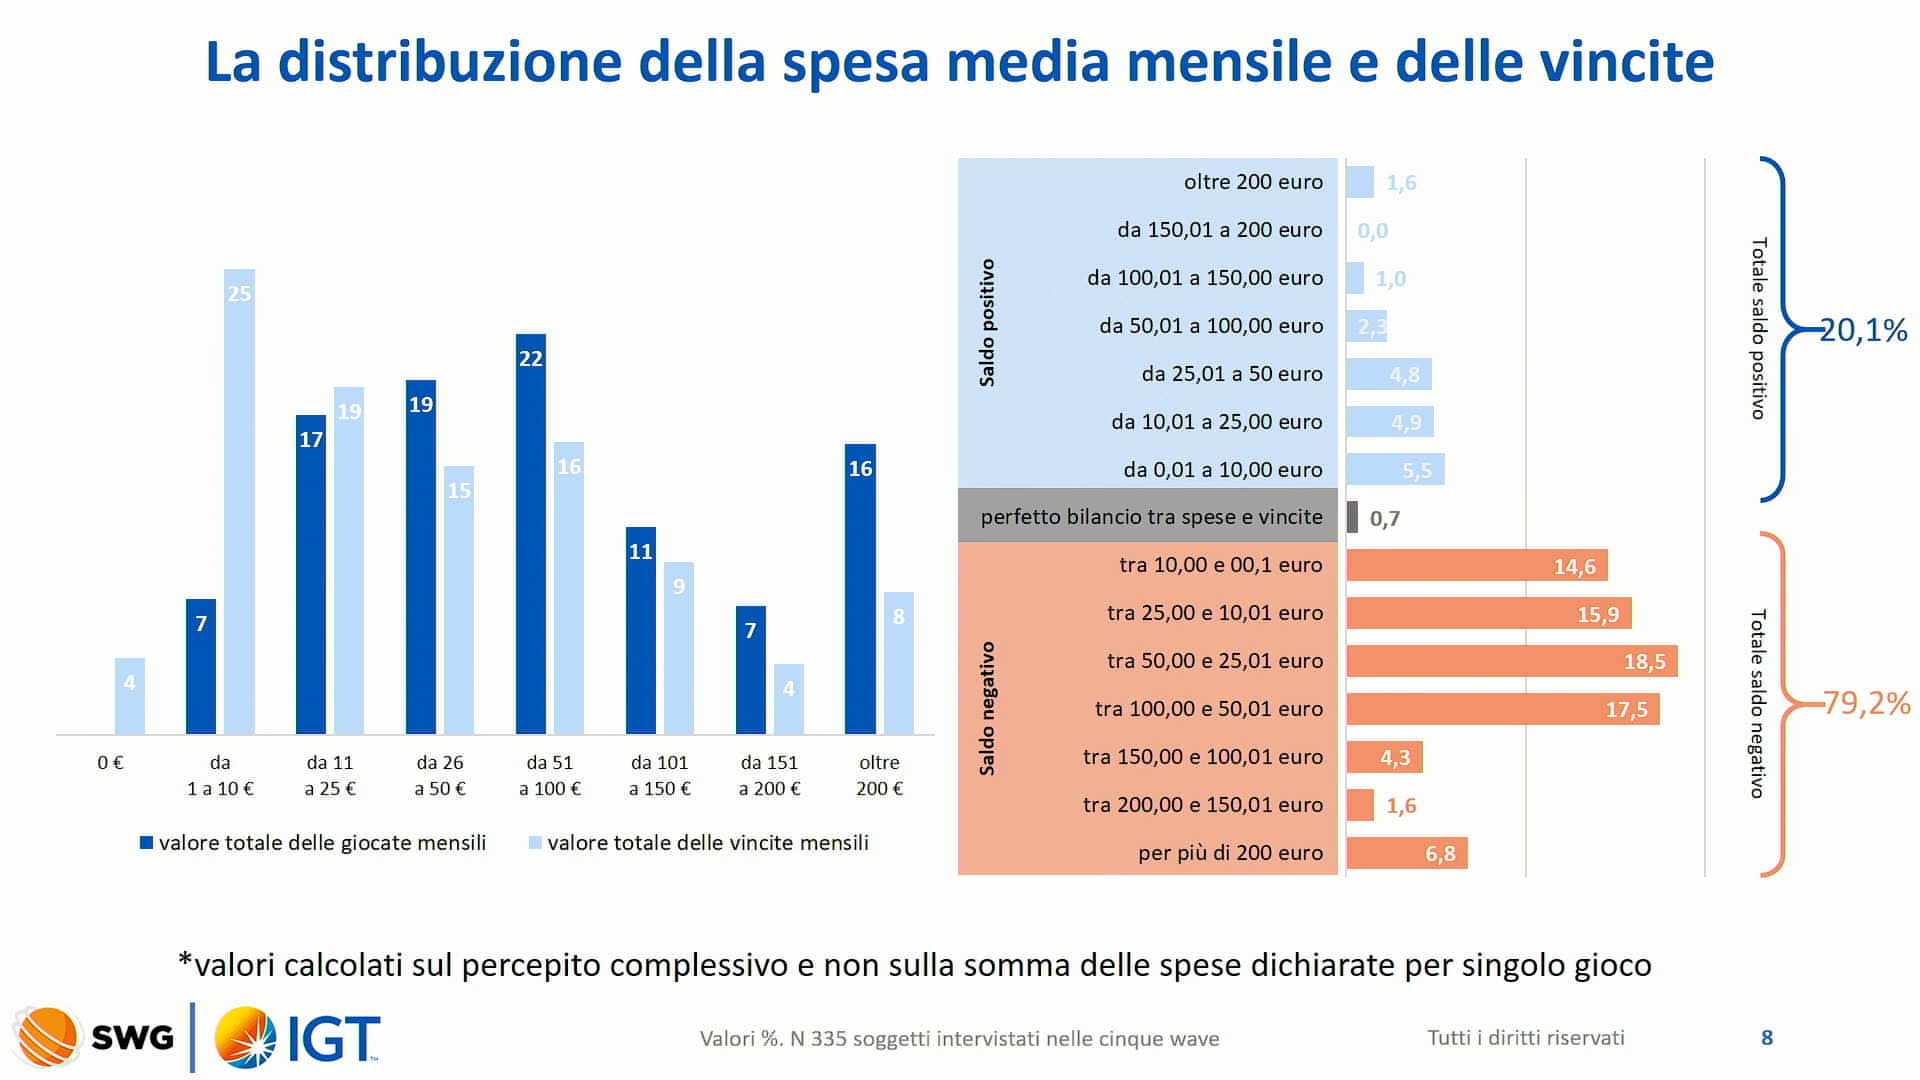 La distribuzione della spesa media mensile e delle vincite
25
22
19
19
17
16
15
16
11
9
8
7
7
4
4
0 €
da
1 a 10 €
da 11
a 25 €
da 26
a 50 €
da 51
a 100 €
da 101
a 150 €
da 151
a 200 €
oltre
200 €
valore totale delle giocate mensili
valore totale delle vincite mensili
Saldo positivo
oltre 200 euro 1,6
da 150,01 a 200 euro 0,0
da 100,01 a 150,00 euro 1,0
da 50,01 a 100,00 euro 2,3
da 25,01 a 50 euro 4,8
da 10,01 a 25,00 euro 4,9
da 0,01 a 10,00 euro 5,5
perfetto bilancio tra spese e vincite 0,7
Saldo negativo
tra 10,00 e 00,1 euro 14,6
tra 25,00 e 10,01 euro 15,9
tra 50,00 e 25,01 euro 18,5
tra 100,00 e 50,01 euro 17,5
tra 150,00 e 100,01 euro 4,3
tra 200,00 e 150,01 euro 1,6
per più di 200 euro 6,8
Totale saldo positivo
20,1%
Totale saldo negativo
79,2%
*valori calcolati sul percepito complessivo e non sulla somma delle spese dichiarate per singolo gioco
SWG
IGT™
Valori %. N 335 soggetti intervistati nelle cinque wave
Tutti i diritti riservati
8